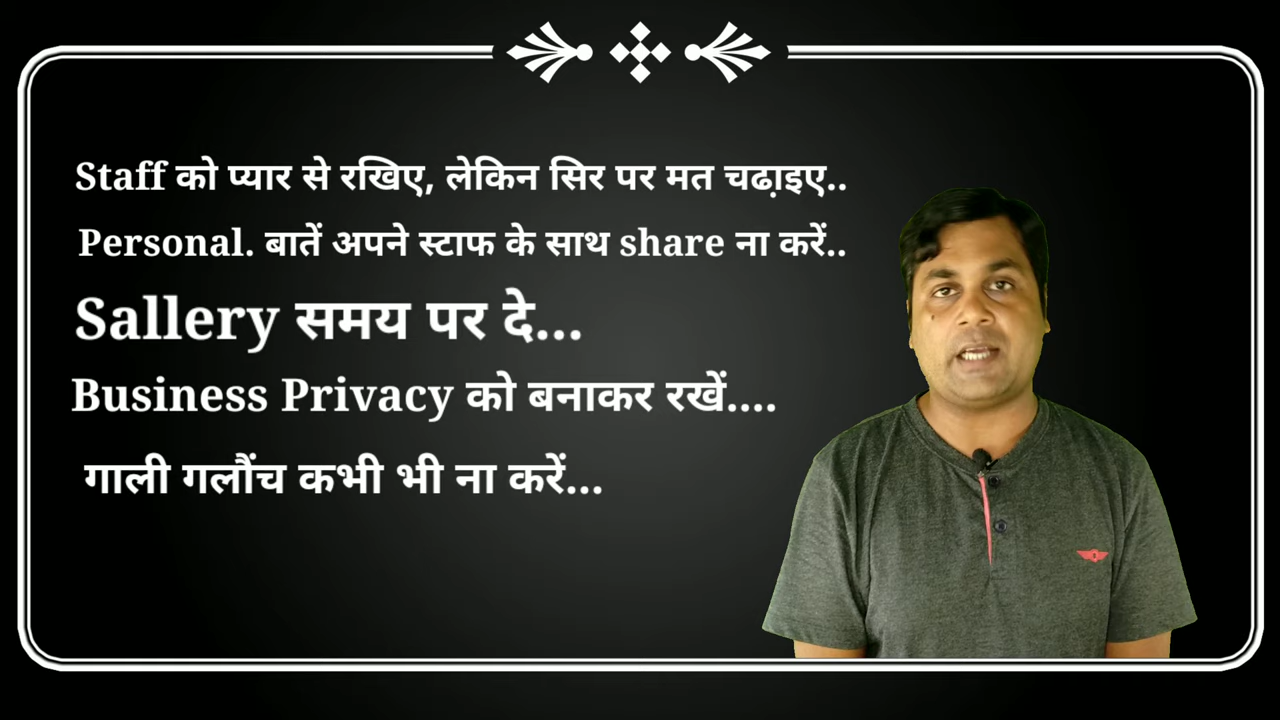 Staff को प्यार से रखिए, लेकिन सिर पर मत चढा़इए..
Personal. बातें अपने स्टाफ के साथ share ना करें..
Sallery समय पर दे...
Business Privacy को बनाकर रखें....
गाली गलौंच कभी भी ना करें...